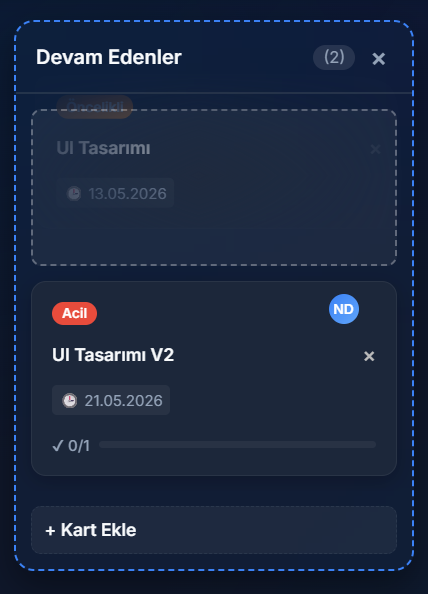 Devam Edenler
(2)
×
Öncelikli
UI Tasarımı
×
13.05.2026
Acil
ND
UI Tasarımı V2
×
21.05.2026
✓ 0/1
+ Kart Ekle